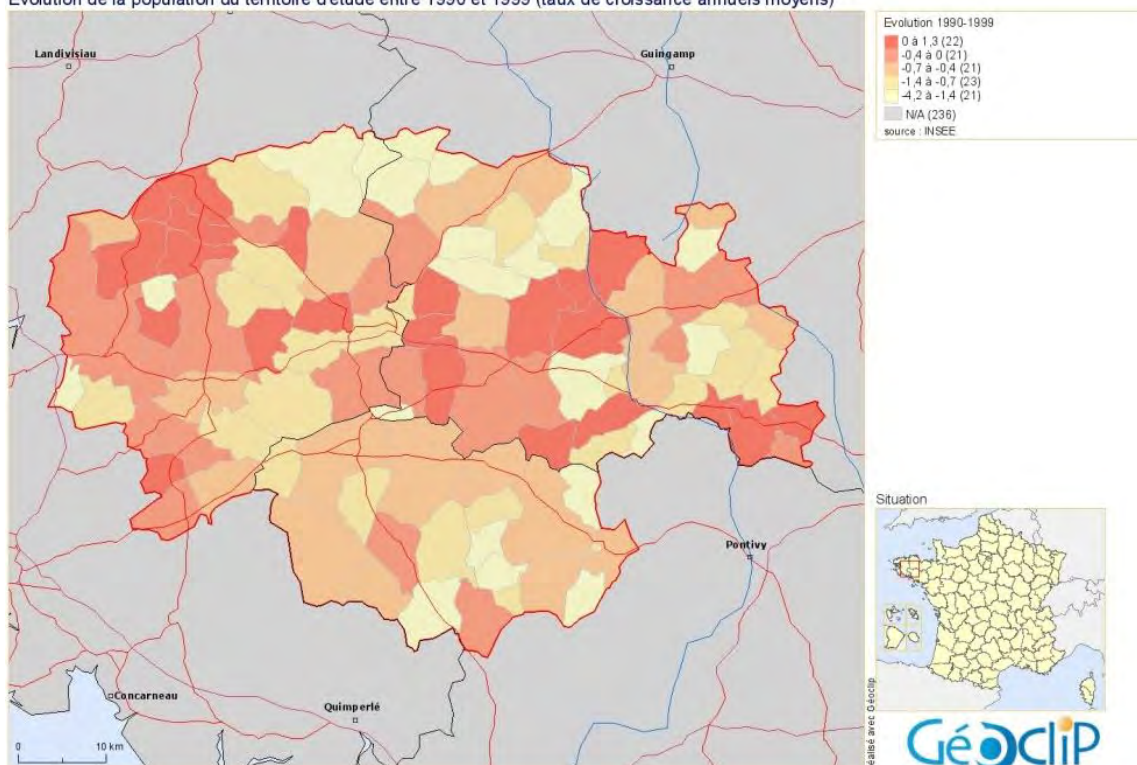 Evolution de la population du territoire d'étude entre 1990 et 1999 (taux de croissance annuels moyens)
Landivisiau
Guingamp
Evolution 1990-1999
0 à 1,3 (22)
-0,4 à 0 (21)
-0,7 à -0,4 (21)
-1,4 à -0,7 (23)
-4,2 à -1,4 (21)
N/A (236)
source : INSEE
Situation
Pontivy
Concarneau
Quimperlé
0 10 km
éalisé avec Géoclip
GéOcliP